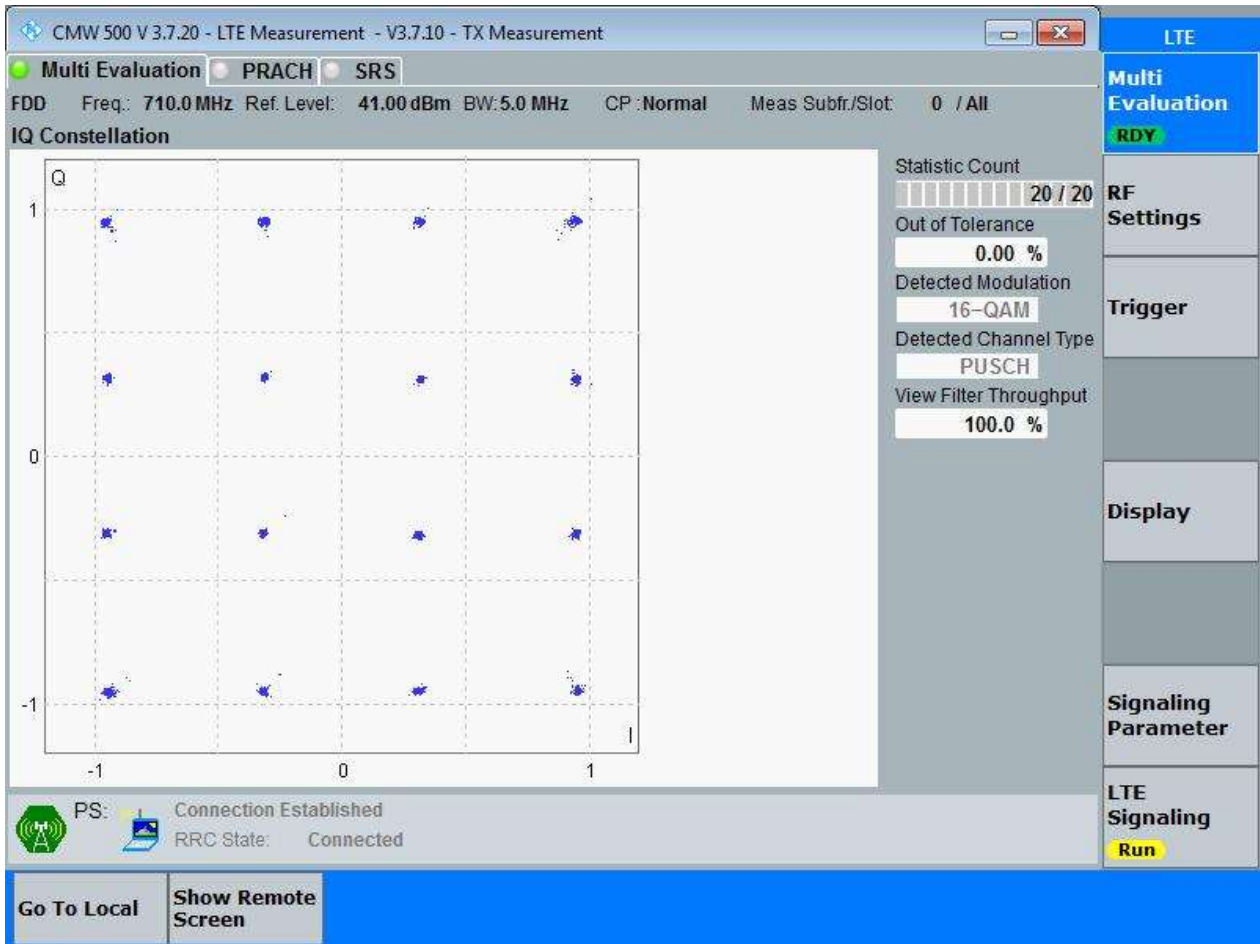 CMW 500 V 3.7.20 - LTE Measurement - V3.7.10 - TX Measurement
LTE
Multi Evaluation PRACH SRS
FDD Freq.: 710.0 MHz Ref. Level: 41.00 dBm BW: 5.0 MHz CP : Normal Meas Subfr./Slot: 0 / All
IQ Constellation
Q
1
0
-1
I
-1 0 1
Statistic Count
20 / 20
Out of Tolerance
0.00 %
Detected Modulation
16-QAM
Detected Channel Type
PUSCH
View Filter Throughput
100.0 %
Multi
Evaluation
RDY
RF
Settings
Trigger
Display
Signaling
Parameter
LTE
Signaling
Run
PS: Connection Established
RRC State: Connected
Go To Local
Show Remote
Screen